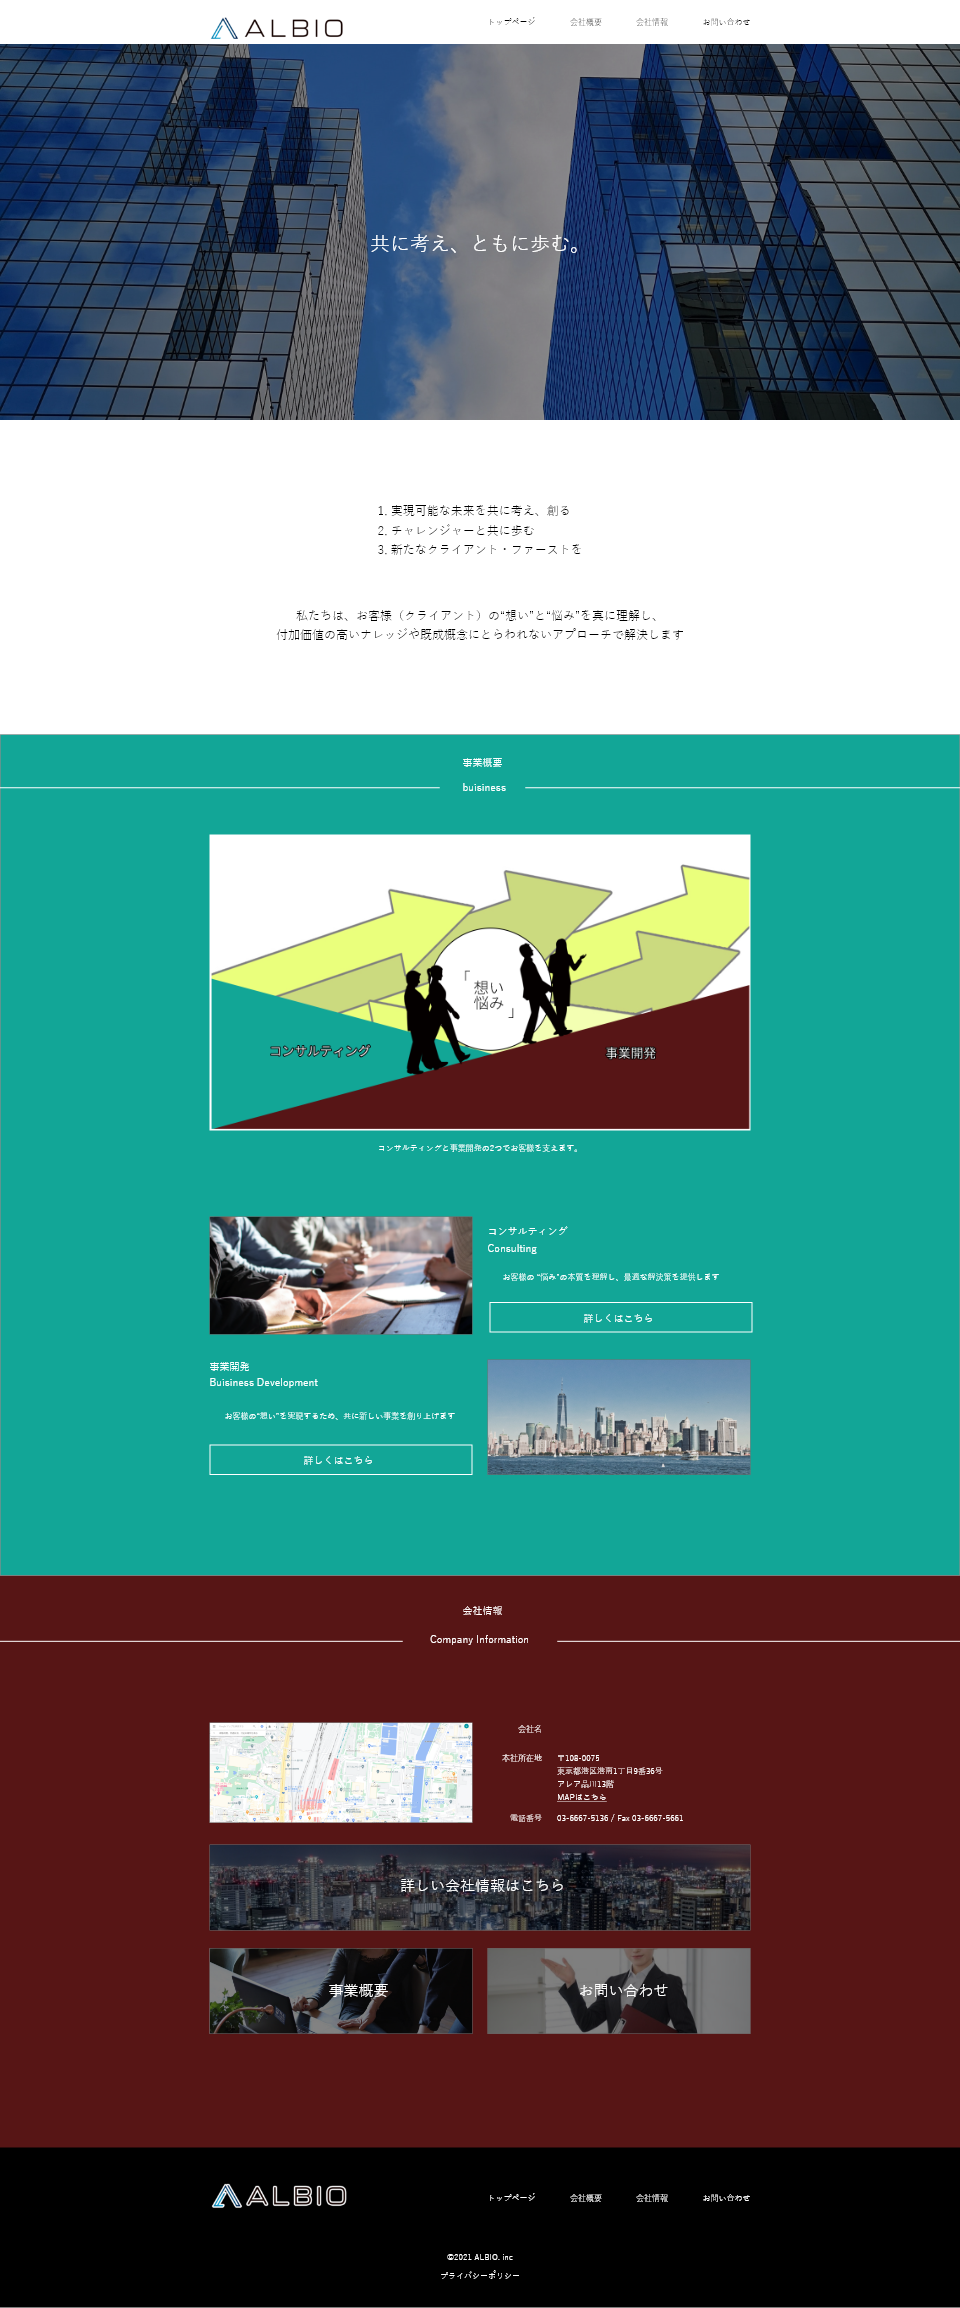 ALBIO
トップページ 会社概要 会社情報 お問い合わせ
共に考え、ともに歩む。
1. 実現可能な未来を共に考え、創る
2. チャレンジャーと共に歩む
3. 新たなクライアント・ファーストを
私たちは、お客様（クライアント）の“想い”と“悩み”を真に理解し、
付加価値の高いナレッジや既成概念にとらわれないアプローチで解決します
事業概要
buisiness
「想い
悩み」
コンサルティング
事業開発
コンサルティングと事業開発の2つでお客様を支えます。
コンサルティング
Consulting
お客様の “悩み”の本質を理解し、最適な解決策を提供します
詳しくはこちら
事業開発
Buisiness Development
お客様の“想い”を実現するため、共に新しい事業を創り上げます
詳しくはこちら
会社情報
Company Information
会社名
本社所在地 〒108-0075
東京都港区港南1丁目9番36号
アレア品川13階
MAPはこちら
電話番号 03-6667-5136 / Fax 03-6667-5661
詳しい会社情報はこちら
事業概要
お問い合わせ
ALBIO
トップページ 会社概要 会社情報 お問い合わせ
©2021 ALBIO. inc
プライバシーポリシー